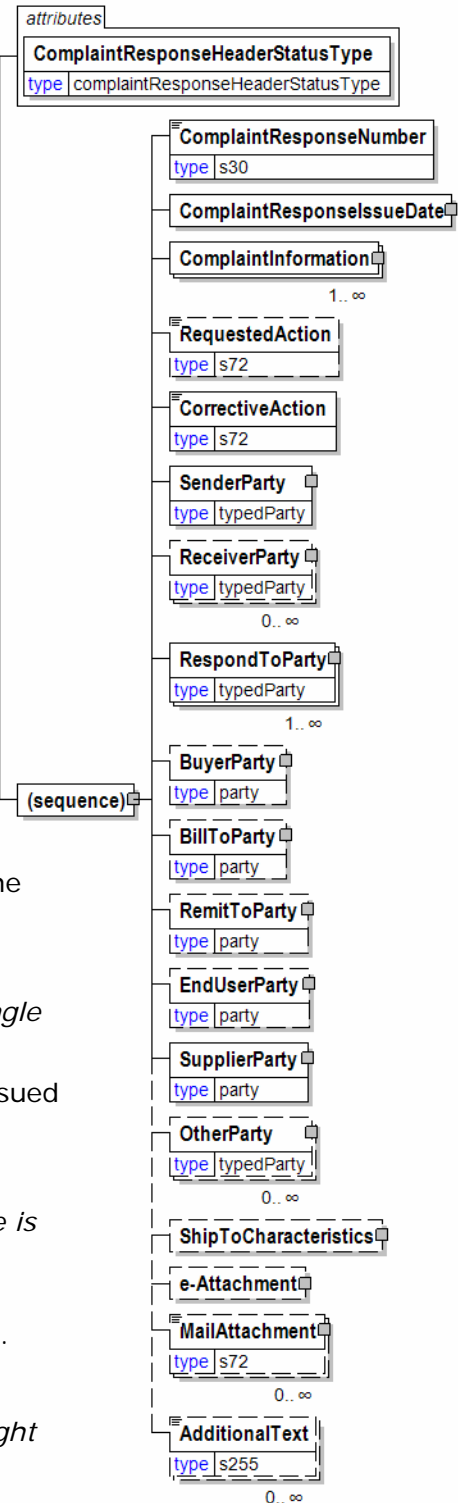 attributes
ComplaintResponseHeaderStatusType
type complaintResponseHeaderStatusType
ComplaintResponseNumber
type s30
ComplaintResponseIssueDate
ComplaintInformation
1..∞
RequestedAction
type s72
CorrectiveAction
type s72
SenderParty
type typedParty
ReceiverParty
type typedParty
0..∞
RespondToParty
type typedParty
1..∞
BuyerParty
type party
(sequence)
BillToParty
type party
RemitToParty
type party
EndUserParty
type party
SupplierParty
type party
OtherParty
type typedParty
0..∞
ShipToCharacteristics
e-Attachment
MailAttachment
type s72
0..∞
AdditionalText
type s255
0..∞